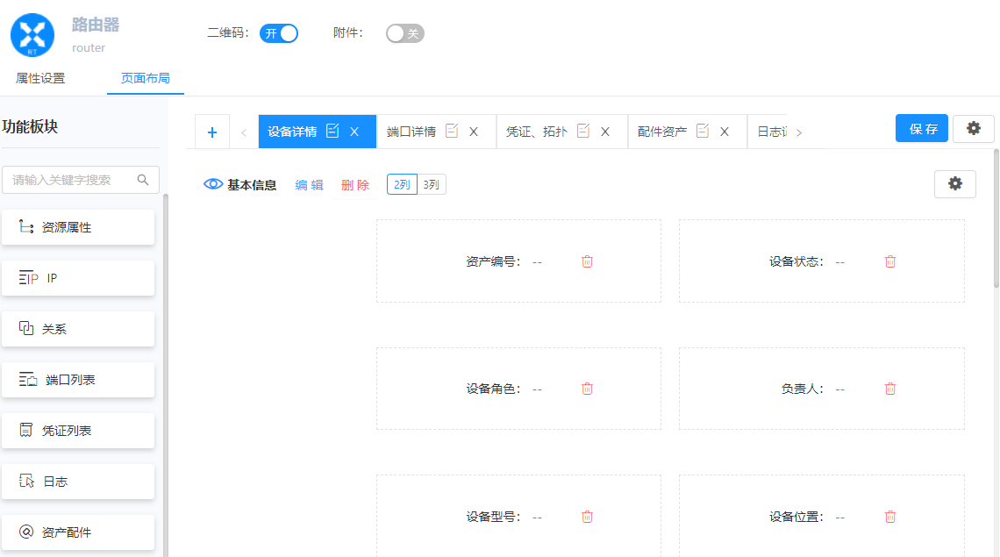 路由器
router
RT
二维码： 开
附件： 关
属性设置 页面布局
功能板块
请输入关键字搜索
资源属性
IP
关系
端口列表
凭证列表
日志
资产配件
+ < 设备详情 X 端口详情 X 凭证、拓扑 X 配件资产 X 日志 >
保 存
基本信息 编 辑 删 除 2列 3列
资产编号： -- 设备状态： --
设备角色： -- 负责人： --
设备型号： -- 设备位置： --